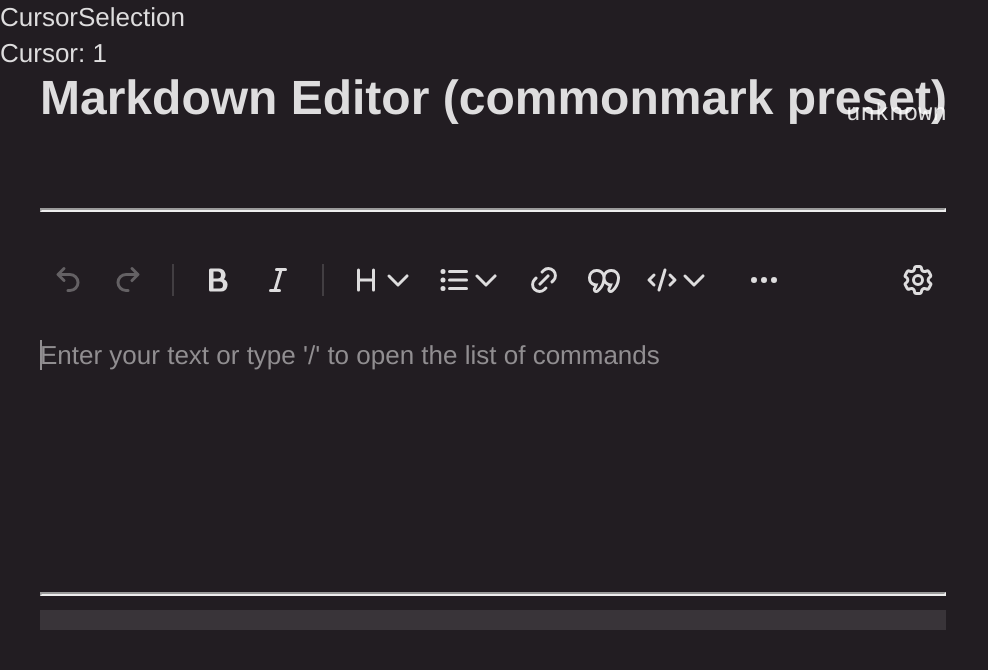 CursorSelection
Cursor: 1
Markdown Editor (commonmark preset)
unknown
B I H
Enter your text or type '/' to open the list of commands